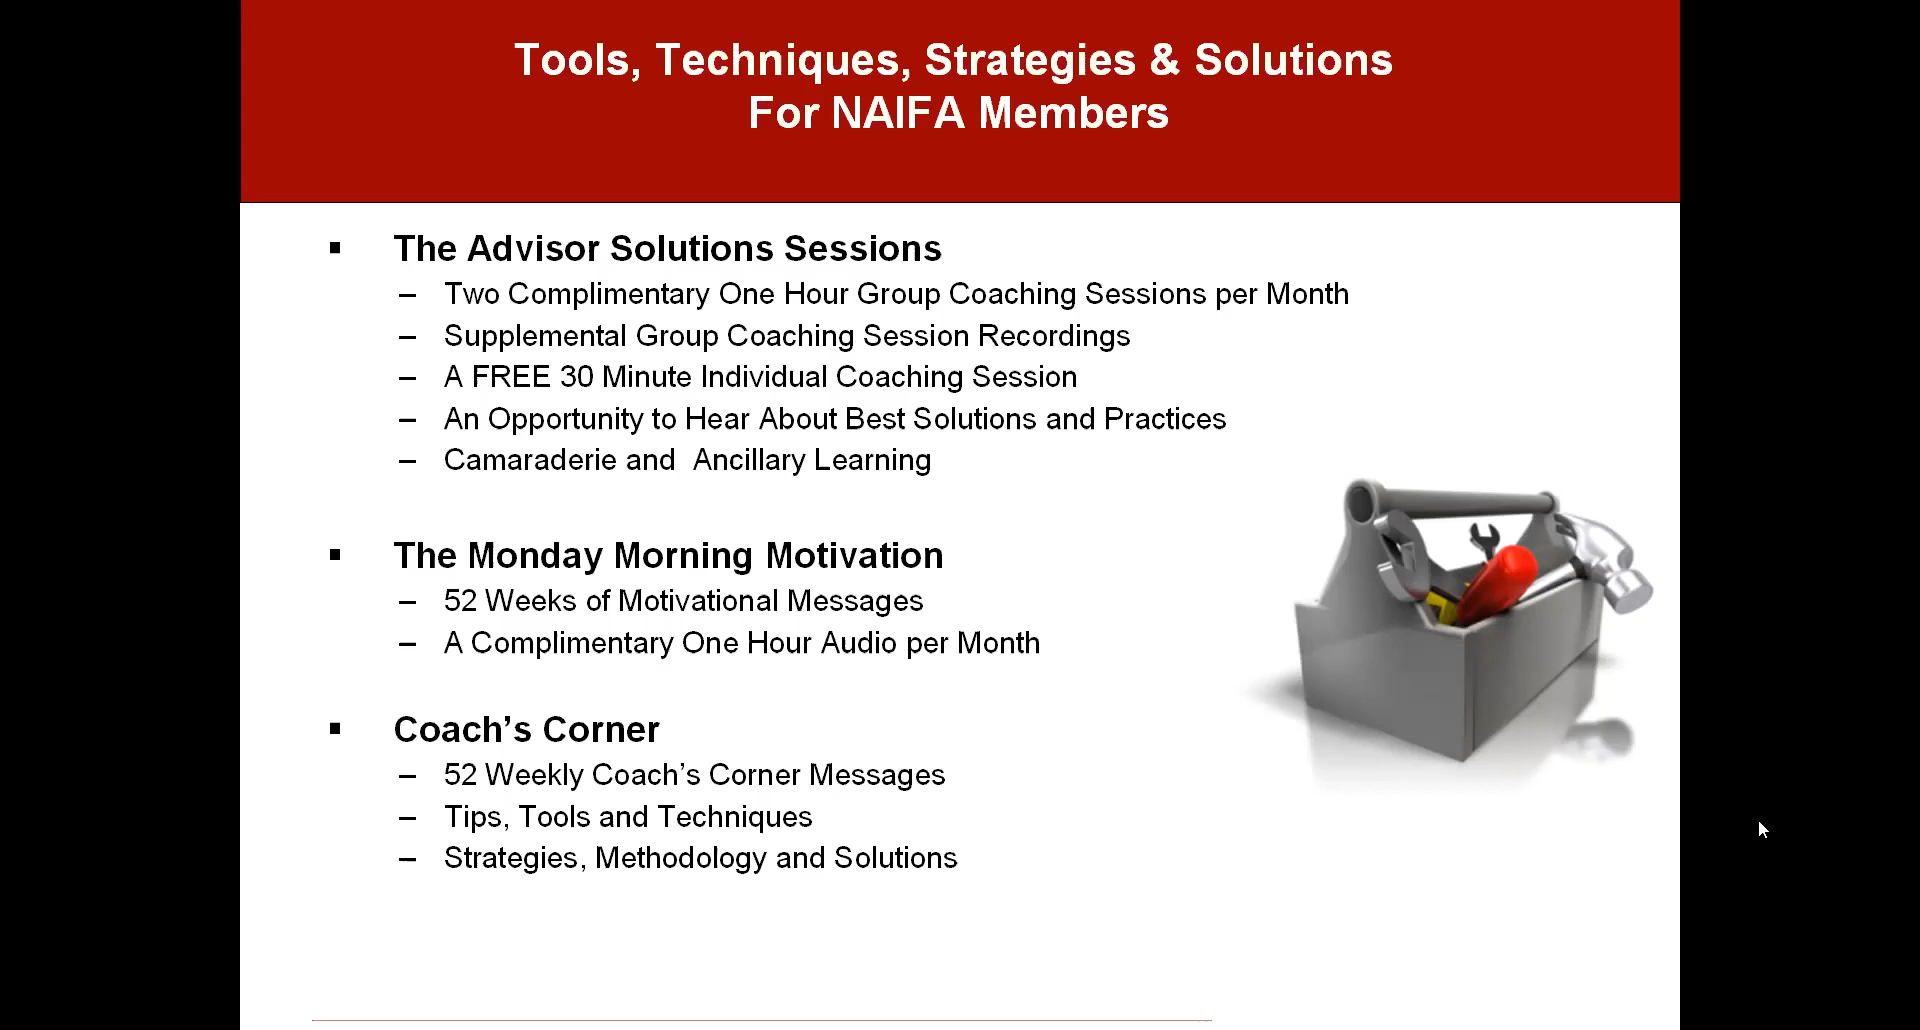 Tools, Techniques, Strategies & Solutions
For NAIFA Members
▪ The Advisor Solutions Sessions
– Two Complimentary One Hour Group Coaching Sessions per Month
– Supplemental Group Coaching Session Recordings
– A FREE 30 Minute Individual Coaching Session
– An Opportunity to Hear About Best Solutions and Practices
– Camaraderie and  Ancillary Learning
▪ The Monday Morning Motivation
– 52 Weeks of Motivational Messages
– A Complimentary One Hour Audio per Month
▪ Coach’s Corner
– 52 Weekly Coach’s Corner Messages
– Tips, Tools and Techniques
– Strategies, Methodology and Solutions